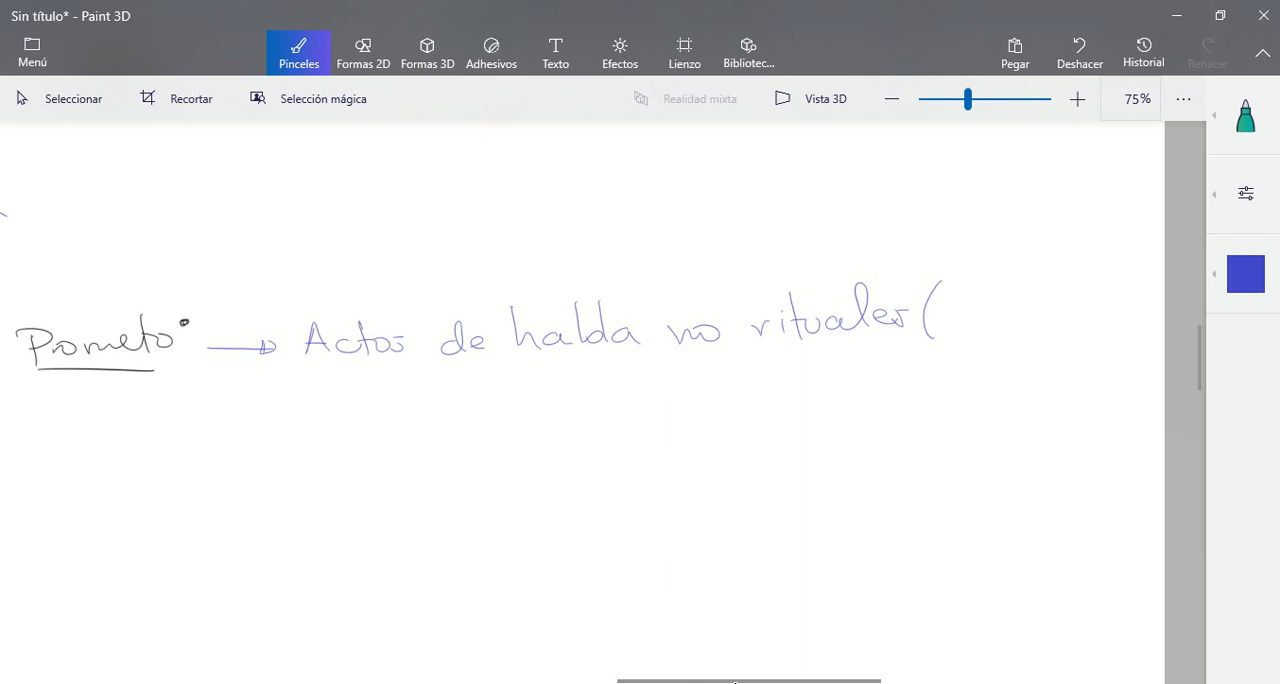 Sin título* - Paint 3D
Menú
Pinceles Formas 2D Formas 3D Adhesivos Texto Efectos Lienzo Bibliotec... Pegar Deshacer Historial Rehacer
Seleccionar Recortar Selección mágica Realidad mixta Vista 3D 75%
Prometo → Actos de halda no rituales (